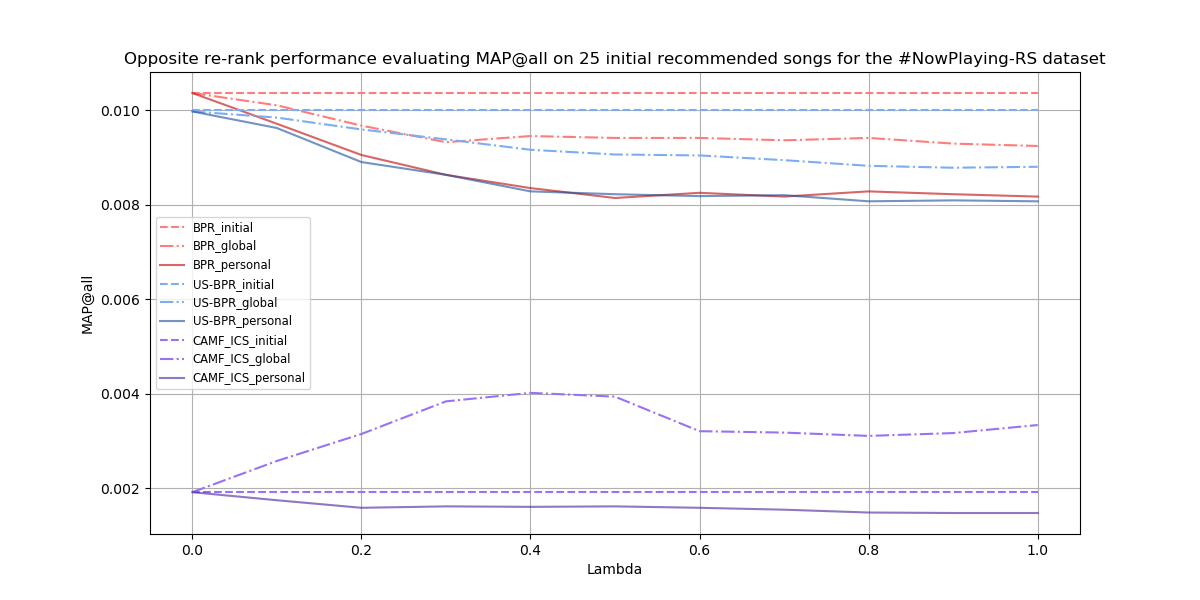 Opposite re-rank performance evaluating MAP@all on 25 initial recommended songs for the #NowPlaying-RS dataset
0.010
0.008
0.006
0.004
0.002
MAP@all
BPR_initial
BPR_global
BPR_personal
US-BPR_initial
US-BPR_global
US-BPR_personal
CAMF_ICS_initial
CAMF_ICS_global
CAMF_ICS_personal
0.0 0.2 0.4 0.6 0.8 1.0
Lambda